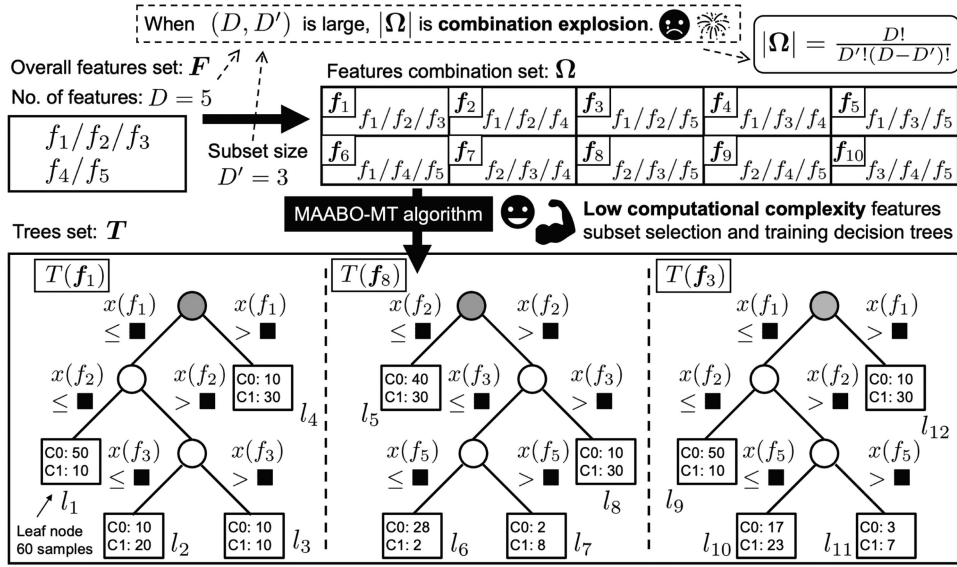 When (D, D′) is large, |Ω| is combination explosion.
|Ω| = D! / D′!(D−D′)!
Overall features set: F
No. of features: D = 5
f₁/f₂/f₃
f₄/f₅
Subset size
D′ = 3
Features combination set: Ω
f₁ f₁/f₂/f₃ f₂ f₁/f₂/f₄ f₃ f₁/f₂/f₅ f₄ f₁/f₃/f₄ f₅ f₁/f₃/f₅
f₆ f₁/f₄/f₅ f₇ f₂/f₃/f₄ f₈ f₂/f₃/f₅ f₉ f₂/f₄/f₅ f₁₀ f₃/f₄/f₅
MAABO-MT algorithm
Low computational complexity features
subset selection and training decision trees
Trees set: T
T(f₁)
x(f₁) ≤ ■
x(f₁) > ■
x(f₂) ≤ ■
x(f₂) > ■
C0: 10
C1: 30
l₄
C0: 50
C1: 10
l₁
x(f₃) ≤ ■
x(f₃) > ■
Leaf node
60 samples
C0: 10
C1: 20
l₂
C0: 10
C1: 10
l₃
T(f₈)
x(f₂) ≤ ■
x(f₂) > ■
C0: 40
C1: 30
l₅
x(f₃) ≤ ■
x(f₃) > ■
x(f₅) ≤ ■
x(f₅) > ■
C0: 10
C1: 30
l₈
C0: 28
C1: 2
l₆
C0: 2
C1: 8
l₇
T(f₃)
x(f₁) ≤ ■
x(f₁) > ■
x(f₂) ≤ ■
x(f₂) > ■
C0: 10
C1: 30
l₁₂
C0: 50
C1: 10
l₉
x(f₅) ≤ ■
x(f₅) > ■
C0: 17
C1: 23
l₁₀
C0: 3
C1: 7
l₁₁